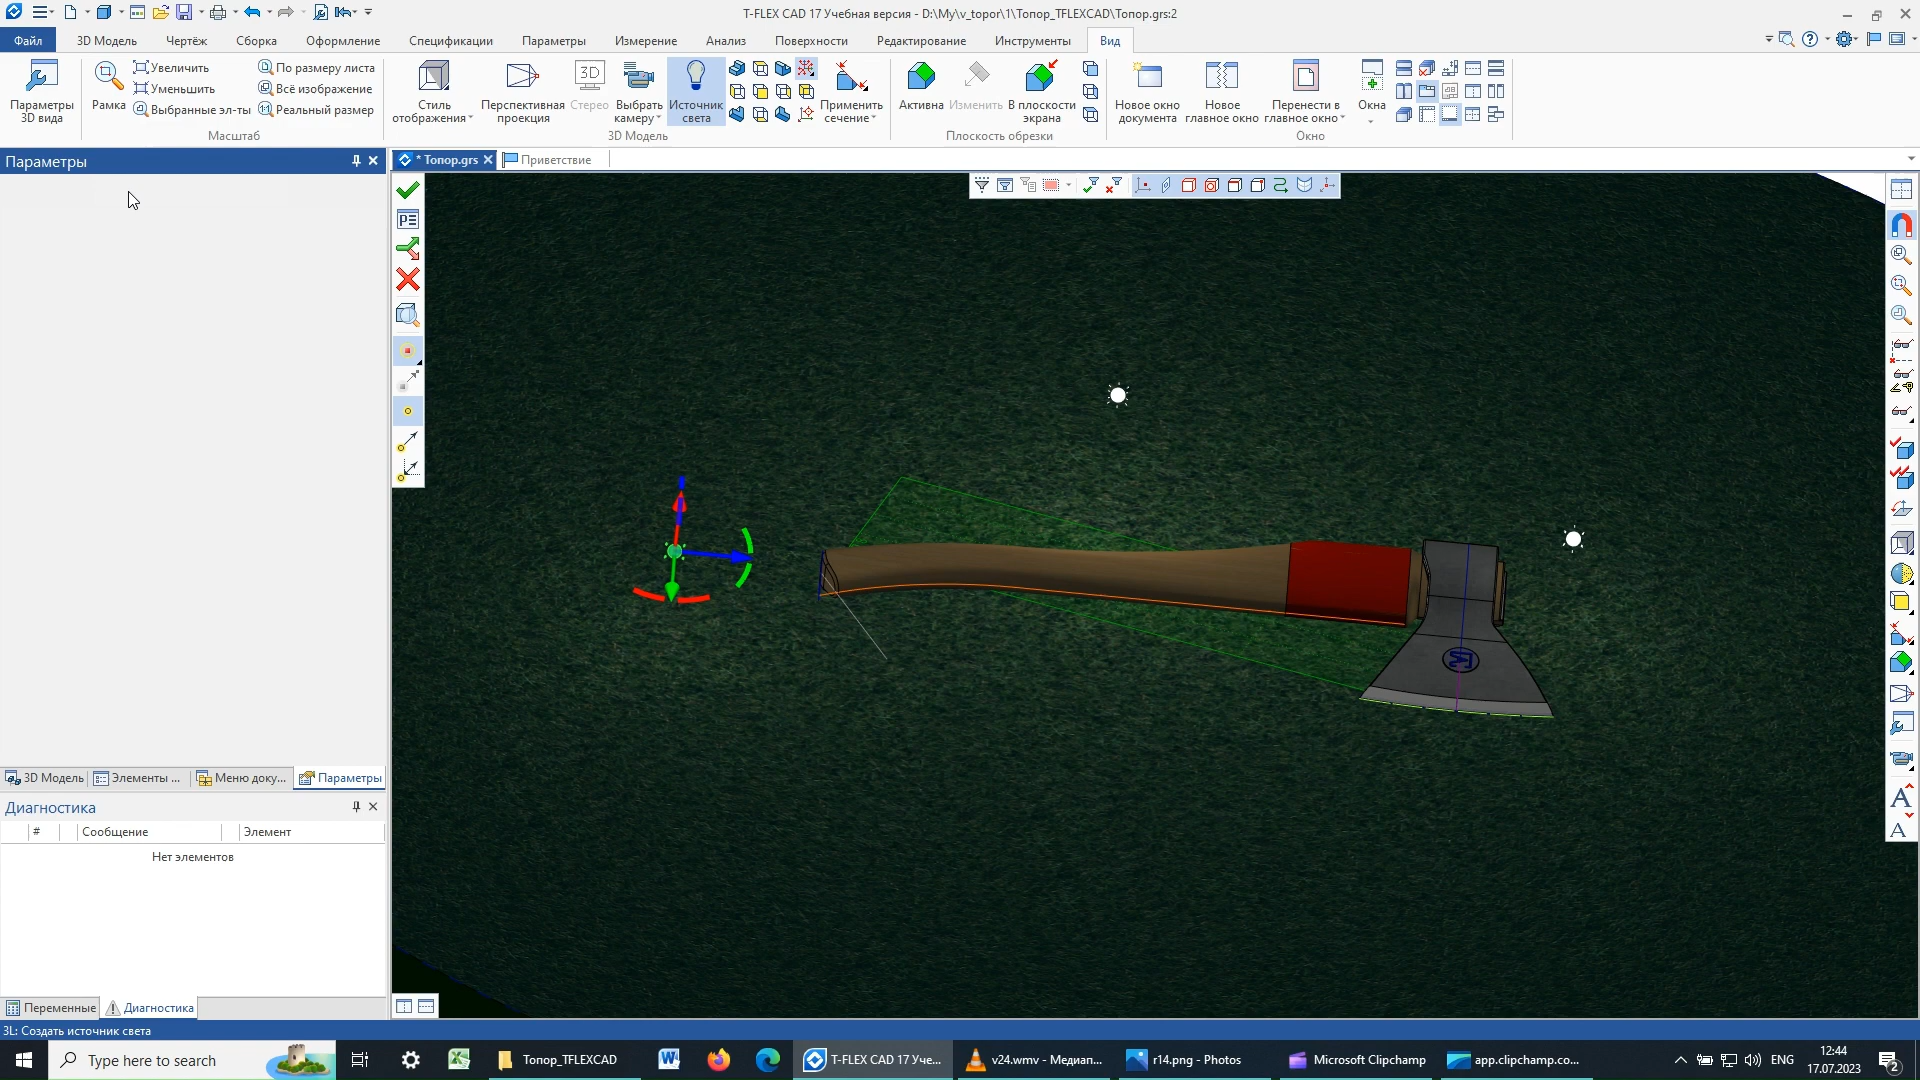 T-FLEX CAD 17 Учебная версия - D:\My\v_topor\1\Топор_TFLEXCAD\Топор.grs:2
Файл 3D Модель Чертёж Сборка Оформление Спецификации Параметры Измерение Анализ Поверхности Редактирование Инструменты Вид
Параметры 3D вида
Рамка
Увеличить
Уменьшить
Выбранные эл-ты
По размеру листа
Всё изображение
Реальный размер
Масштаб
Стиль отображения
Перспективная проекция
3D
Стерео
Выбрать камеру
Источник света
Применить сечение
3D Модель
Активна
Изменить
В плоскости экрана
Плоскость обрезки
Новое окно документа
Новое главное окно
Перенести в главное окно
Окна
Окно
Параметры
* Топор.grs
Приветствие
3D Модель Элементы ... Меню доку... Параметры
Диагностика
# Сообщение Элемент
Нет элементов
Переменные Диагностика
3L: Создать источник света
Type here to search
Топор_TFLEXCAD
T-FLEX CAD 17 Уче...
v24.wmv - Медиап...
r14.png - Photos
Microsoft Clipchamp
app.clipchamp.co...
ENG
12:44
17.07.2023
2